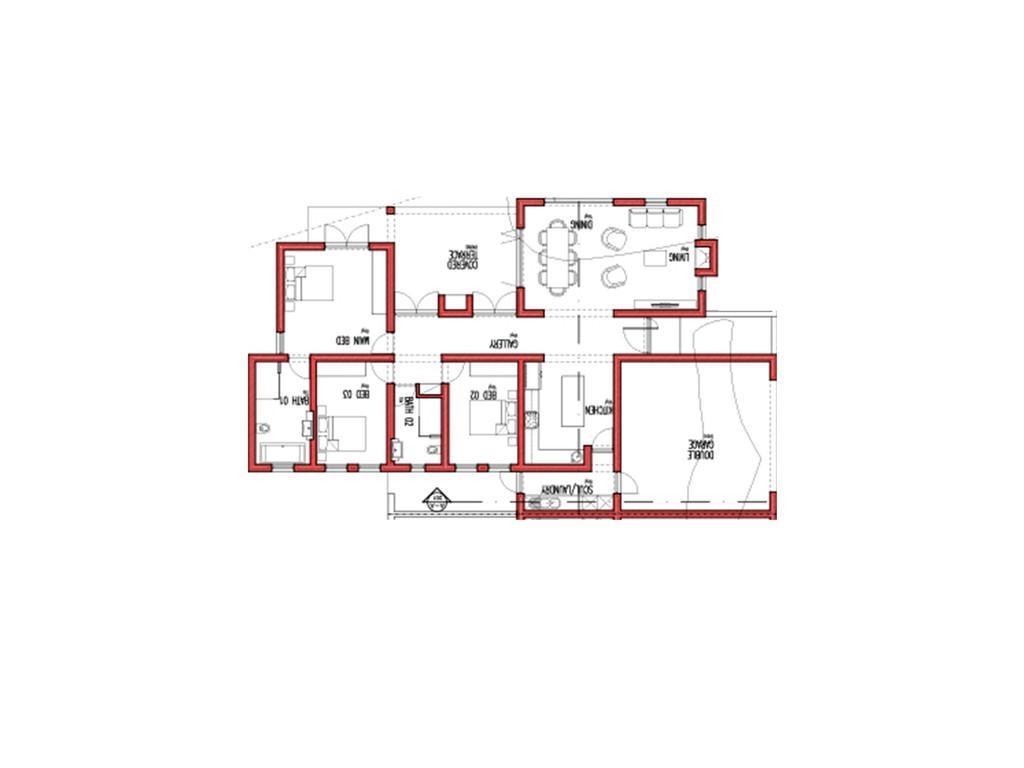 DINING
LIVING
COVERED
TERRACE
MAIN BED
GALLERY
BATH 01
BED 03
BATH 02
BED 02
KITCHEN
DOUBLE
GARAGE
SCUL/LAUNDRY